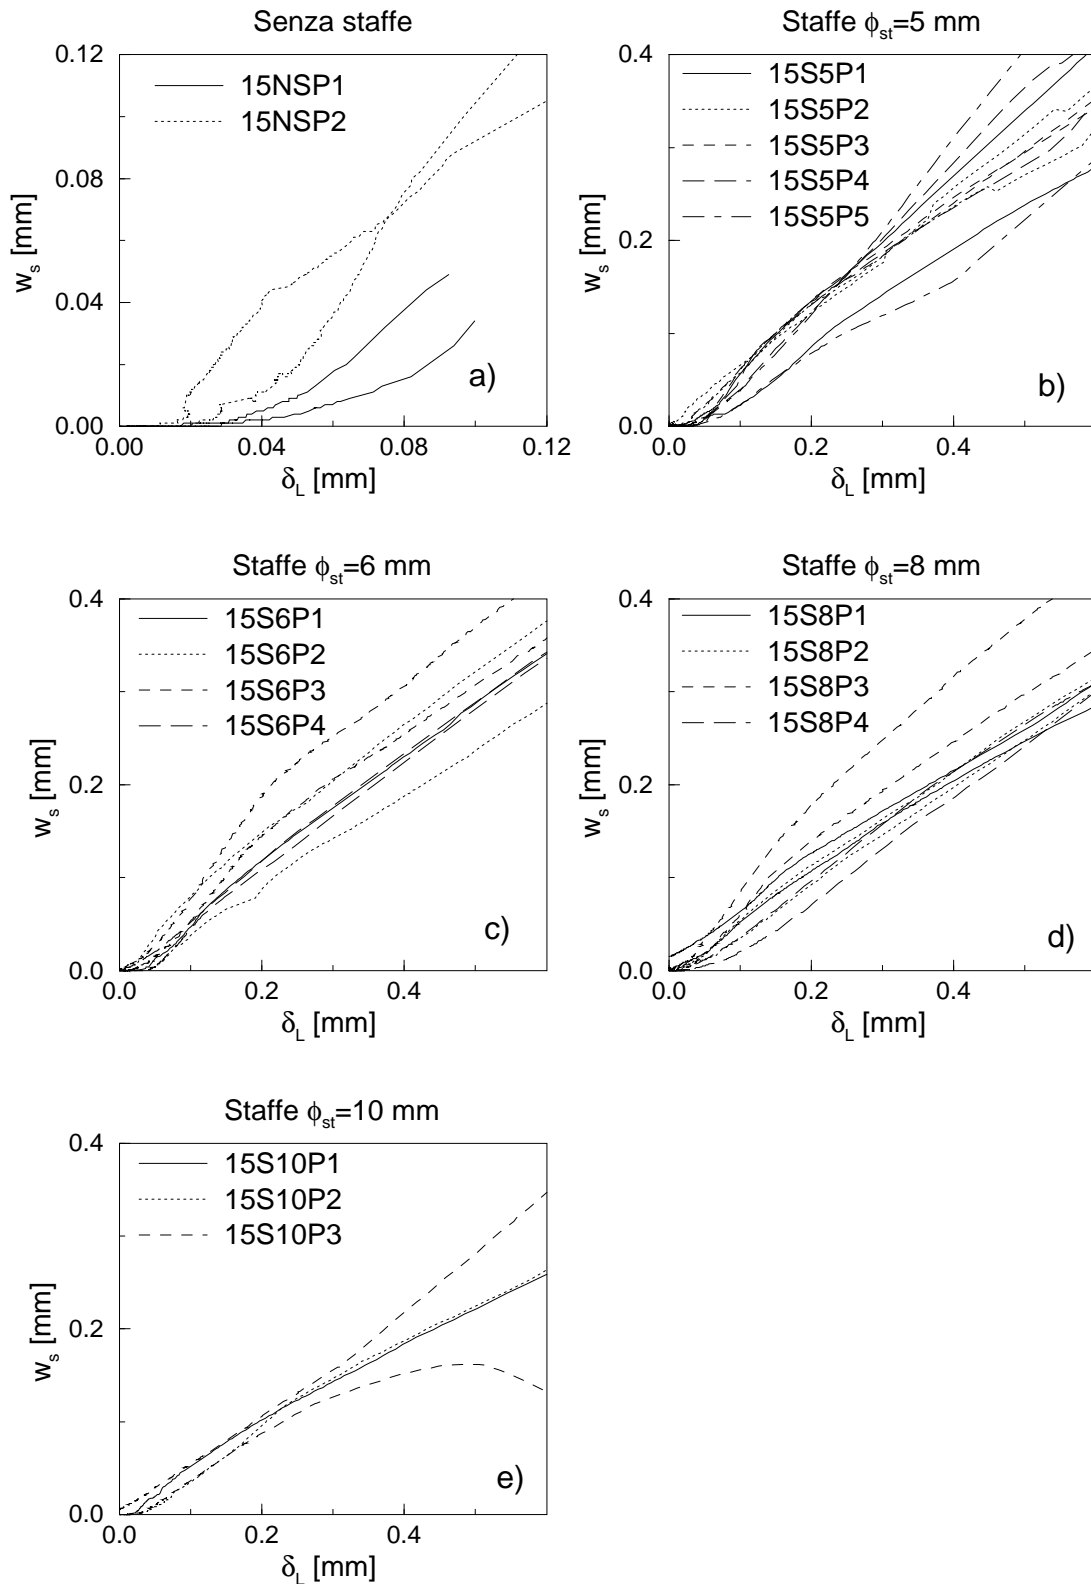 Senza staffe
0.12
15NSP1
15NSP2
0.08
w_s [mm]
0.04
a)
0.00
0.00 0.04 0.08 0.12
δ_L [mm]
Staffe ϕ_st=5 mm
0.4
15S5P1
15S5P2
15S5P3
15S5P4
15S5P5
w_s [mm]
0.2
b)
0.0
0.0 0.2 0.4
δ_L [mm]
Staffe ϕ_st=6 mm
0.4
15S6P1
15S6P2
15S6P3
15S6P4
w_s [mm]
0.2
c)
0.0
0.0 0.2 0.4
δ_L [mm]
Staffe ϕ_st=8 mm
0.4
15S8P1
15S8P2
15S8P3
15S8P4
w_s [mm]
0.2
d)
0.0
0.0 0.2 0.4
δ_L [mm]
Staffe ϕ_st=10 mm
0.4
15S10P1
15S10P2
15S10P3
w_s [mm]
0.2
e)
0.0
0.0 0.2 0.4
δ_L [mm]